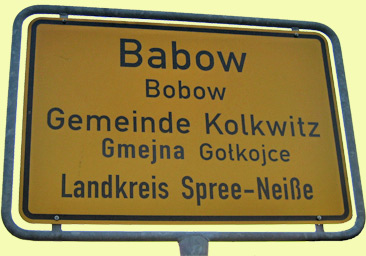 Babow
Bobow
Gemeinde Kolkwitz
Gmejna Gołkojce
Landkreis Spree-Neiße